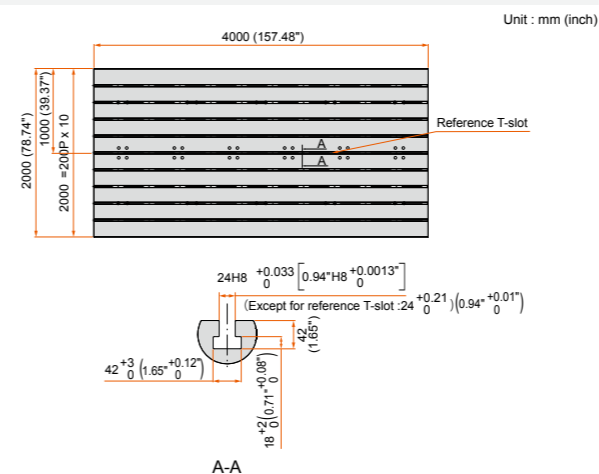 Unit : mm (inch)
4000 (157.48")
2000 (78.74")
1000 (39.37")
2000 =200P x 10
Reference T-slot
A
A
24H8 +0.033 0 [0.94"H8 +0.0013" 0]
(Except for reference T-slot :24 +0.21 0 )(0.94" +0.01" 0)
42 (1.65")
42 +3 0 (1.65" +0.12" 0)
18 +2 0 (0.71" +0.08" 0)
A-A